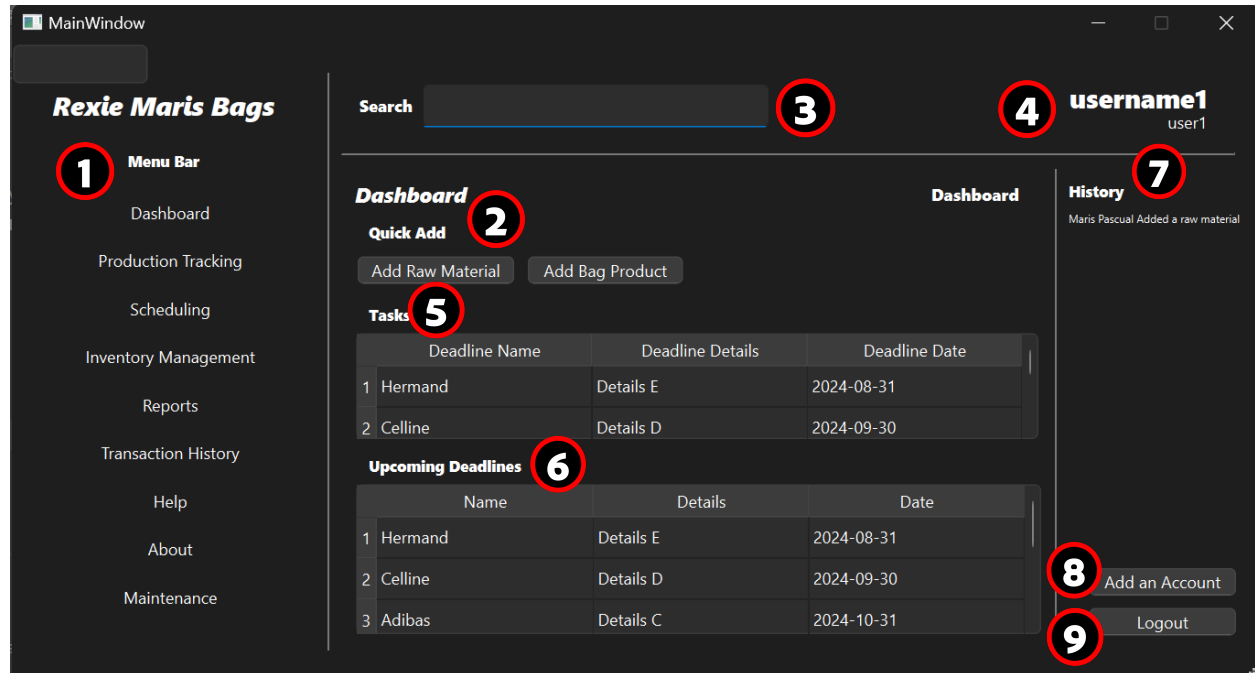 MainWindow
Rexie Maris Bags
1
Menu Bar
Dashboard
Production Tracking
Scheduling
Inventory Management
Reports
Transaction History
Help
About
Maintenance
Search
3
4
username1
user1
Dashboard
2
Dashboard
Quick Add
Add Raw Material
Add Bag Product
Tasks
5
Deadline Name Deadline Details Deadline Date
1 Hermand Details E 2024-08-31
2 Celline Details D 2024-09-30
Upcoming Deadlines
6
Name Details Date
1 Hermand Details E 2024-08-31
2 Celline Details D 2024-09-30
3 Adibas Details C 2024-10-31
7
History
Maris Pascual Added a raw material
8
Add an Account
9
Logout